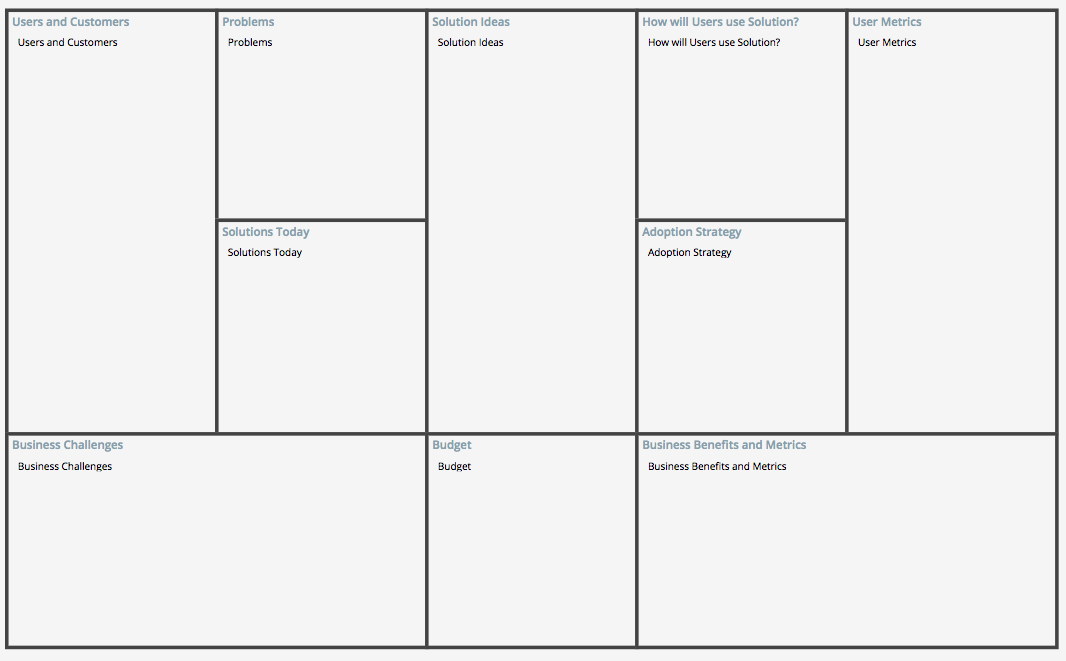 Users and Customers
Users and Customers
Problems
Problems
Solutions Today
Solutions Today
Solution Ideas
Solution Ideas
How will Users use Solution?
How will Users use Solution?
Adoption Strategy
Adoption Strategy
User Metrics
User Metrics
Business Challenges
Business Challenges
Budget
Budget
Business Benefits and Metrics
Business Benefits and Metrics